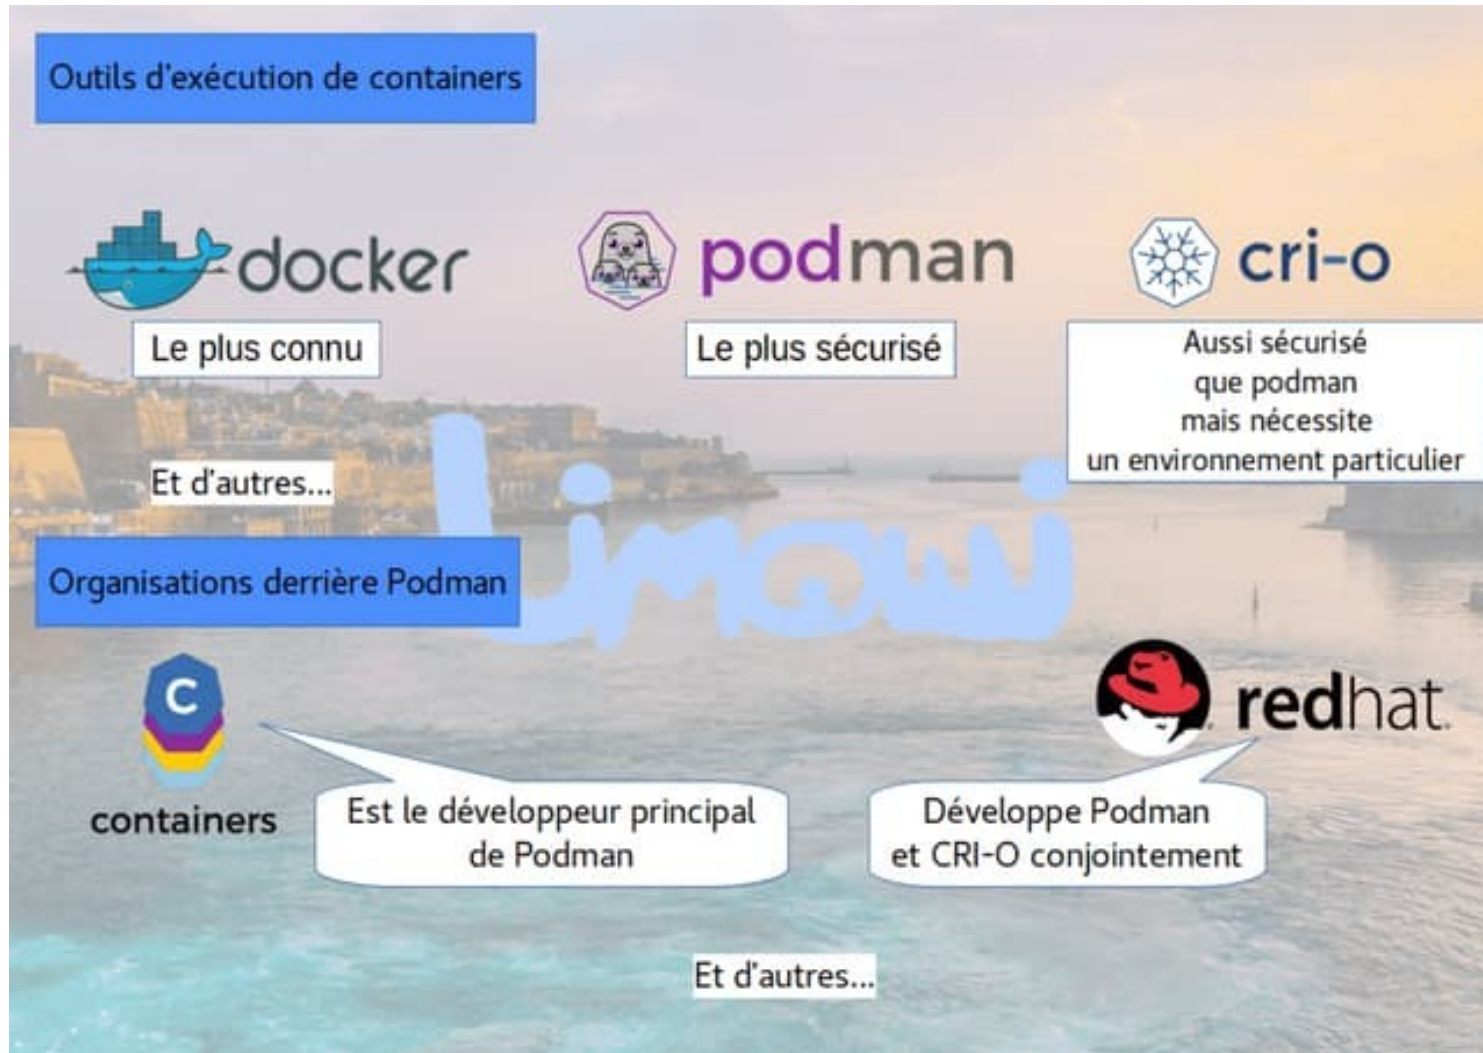 Outils d'exécution de containers
docker
podman
cri-o
Le plus connu
Le plus sécurisé
Aussi sécurisé
que podman
mais nécessite
un environnement particulier
Et d'autres...
Limawi
Organisations derrière Podman
C
containers
redhat.
Est le développeur principal
de Podman
Développe Podman
et CRI-O conjointement
Et d'autres...